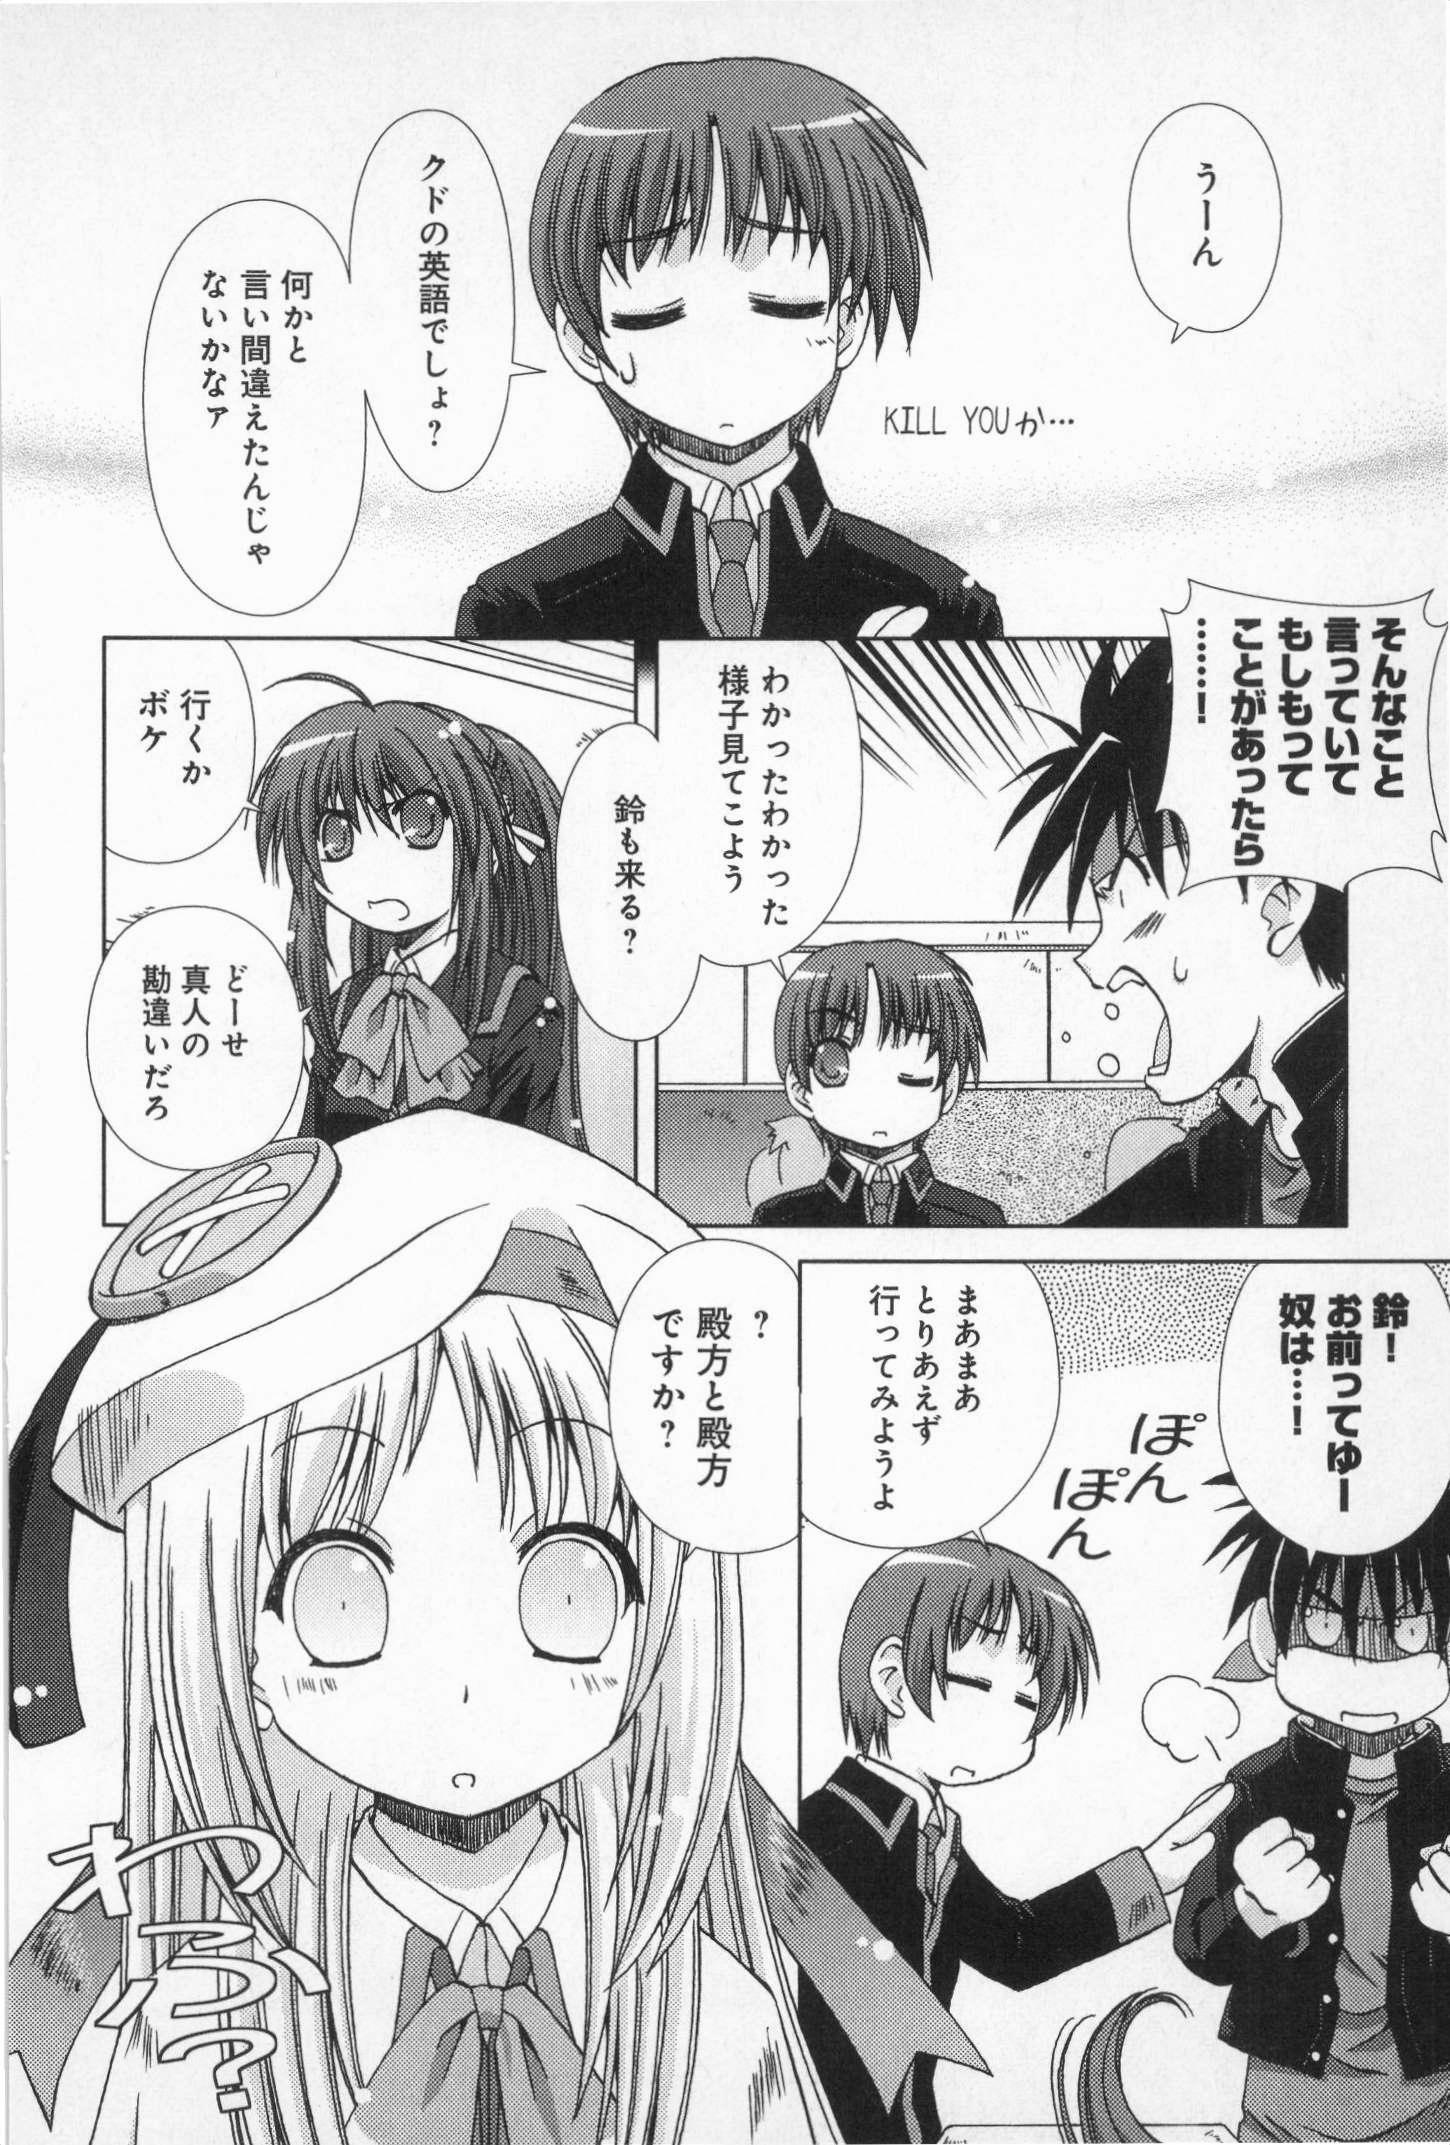 うーん
KILL YOUか…
クドの英語でしょ?
何かと
言い間違えたんじゃ
ないかなァ
そんなこと
言っていて
もしもって
ことがあったら
……!
わかったわかった
様子見てこよう
鈴も来る?
行くか
ボケ
どーせ
真人の
勘違いだろ
鈴!
お前ってゆー
奴は…!
ぽん
ぽん
まあまあ
とりあえず
行ってみようよ
?
殿方と殿方
ですか?
わふぅ?